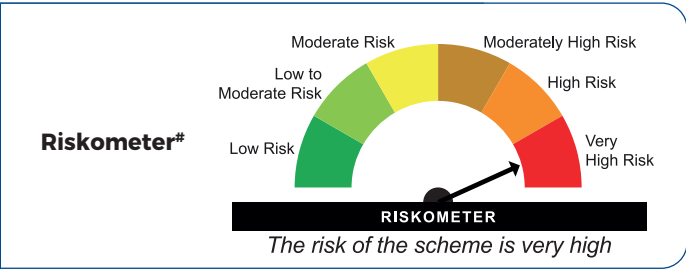 Riskometer#
Low Risk
Low to
Moderate Risk
Moderate Risk
Moderately High Risk
High Risk
Very
High Risk
RISKOMETER
The risk of the scheme is very high